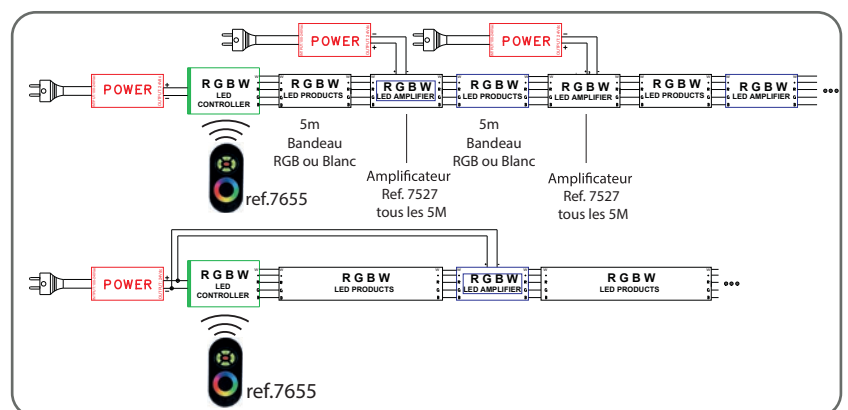 POWER
POWER
POWER
RGBW
LED
CONTROLLER
RGBW
LED PRODUCTS
RGBW
LED AMPLIFIER
RGBW
LED PRODUCTS
RGBW
LED AMPLIFIER
RGBW
LED PRODUCTS
RGBW
LED AMPLIFIER
5m
Bandeau
RGB ou Blanc
Amplificateur
Ref. 7527
tous les 5M
5m
Bandeau
RGB ou Blanc
Amplificateur
Ref. 7527
tous les 5M
ref.7655
POWER
RGBW
LED
CONTROLLER
RGBW
LED PRODUCTS
RGBW
LED AMPLIFIER
RGBW
LED PRODUCTS
ref.7655